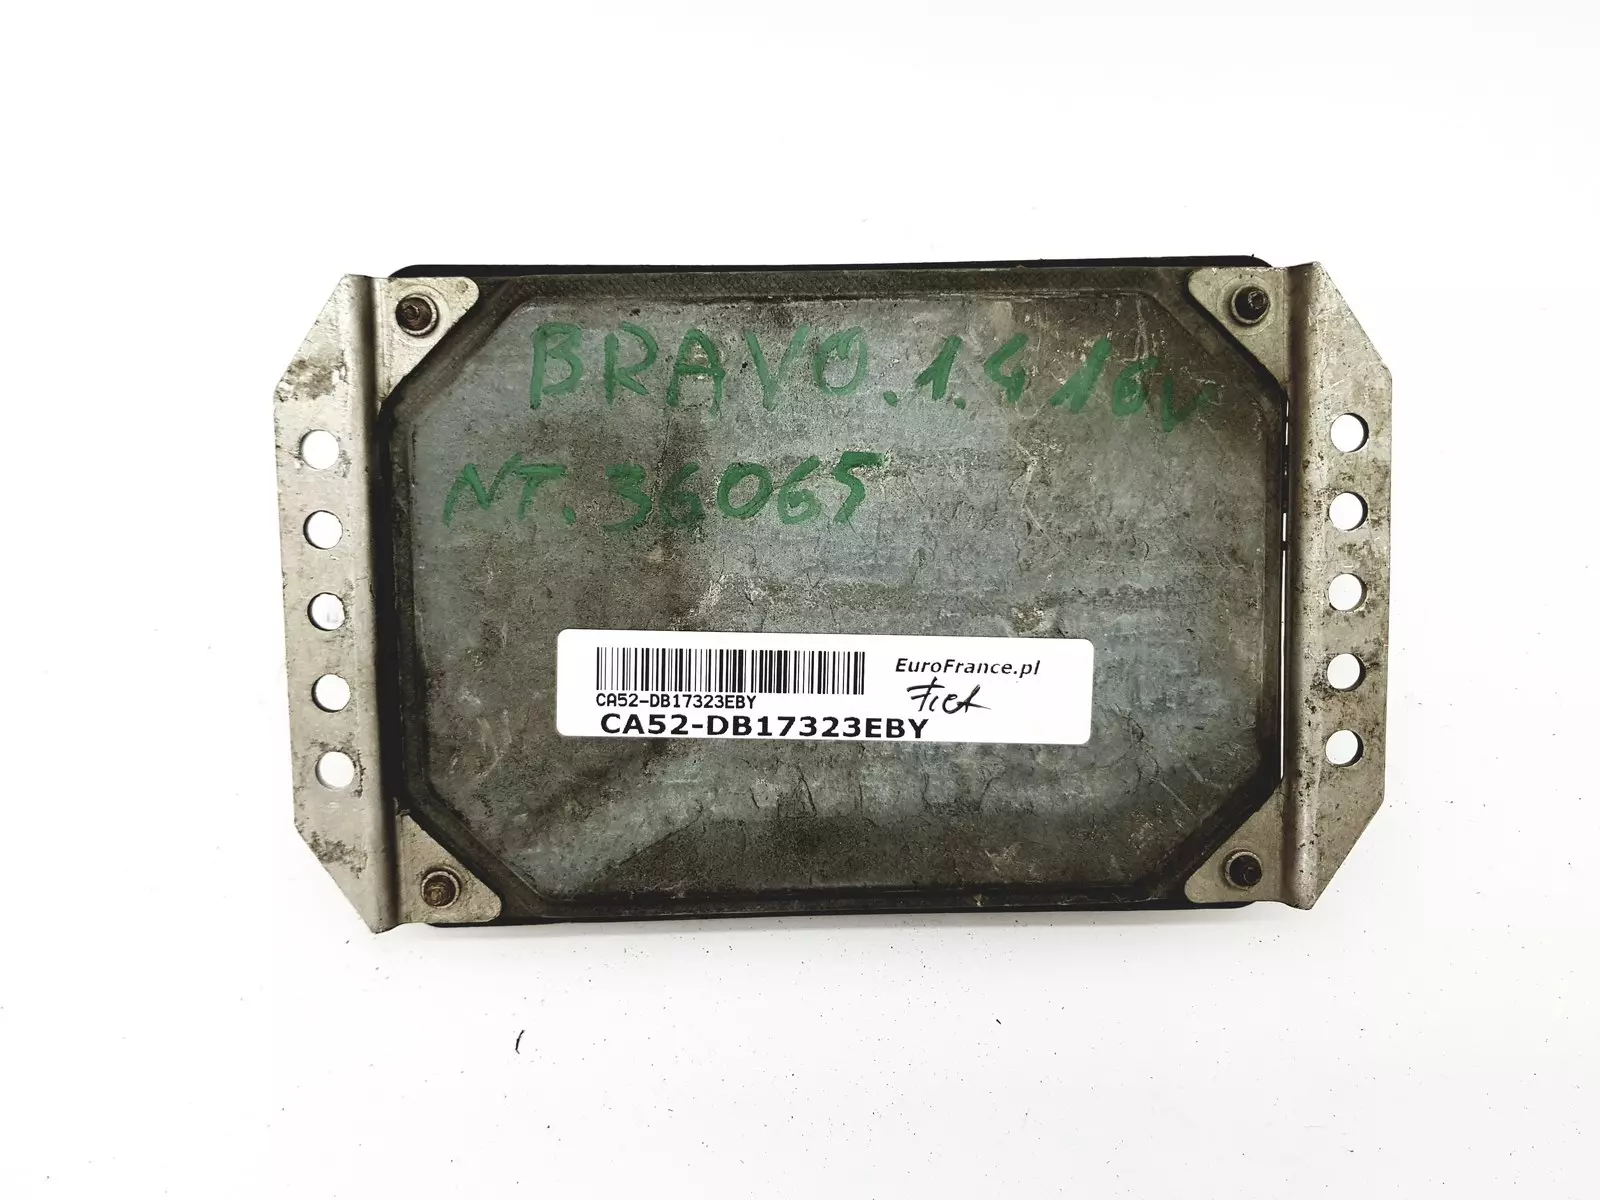 BRAVO.1.4 16V
NT.36065
EuroFrance.pl
Fiat
CA52-DB17323EBY
CA52-DB17323EBY